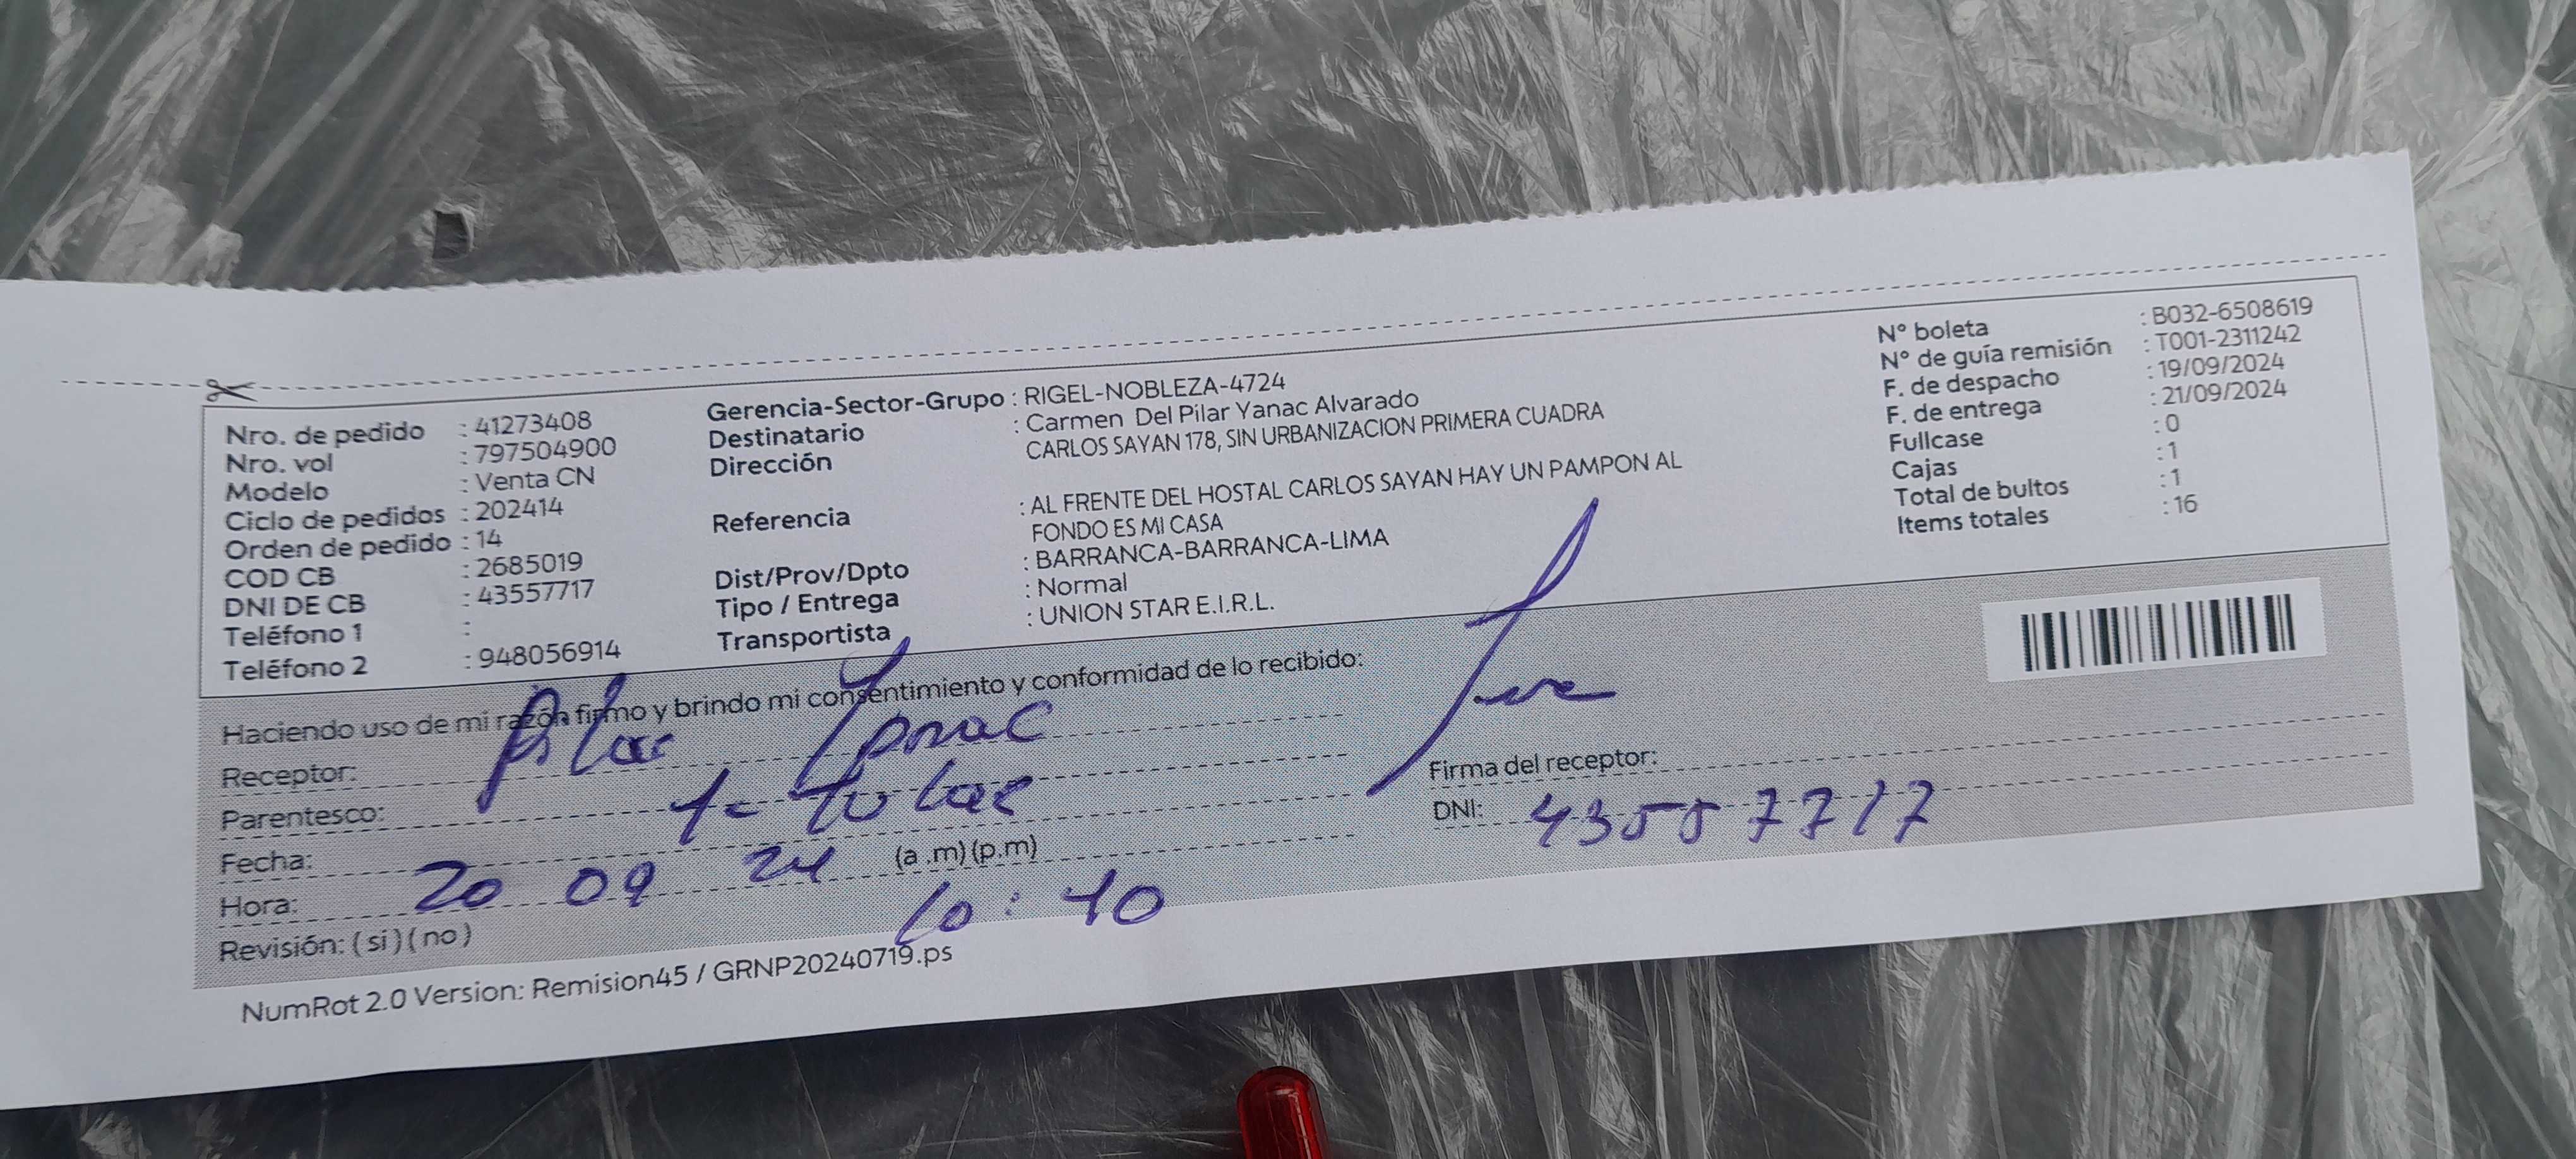 Nro. de pedido : 41273408
Nro. vol : 797504900
Modelo : Venta CN
Ciclo de pedidos : 202414
Orden de pedido : 14
COD CB : 2685019
DNI DE CB : 43557717
Teléfono 1 :
Teléfono 2 : 948056914
Gerencia-Sector-Grupo : RIGEL-NOBLEZA-4724
Destinatario : Carmen Del Pilar Yanac Alvarado
Dirección CARLOS SAYAN 178, SIN URBANIZACION PRIMERA CUADRA
Referencia : AL FRENTE DEL HOSTAL CARLOS SAYAN HAY UN PAMPON AL
FONDO ES MI CASA
Dist/Prov/Dpto : BARRANCA-BARRANCA-LIMA
Tipo / Entrega : Normal
Transportista : UNION STAR E.I.R.L.
N° boleta : B032-6508619
N° de guía remisión : T001-2311242
F. de despacho : 19/09/2024
F. de entrega : 21/09/2024
Fullcase : 0
Cajas : 1
Total de bultos : 1
Items totales : 16
Haciendo uso de mi razón firmo y brindo mi consentimiento y conformidad de lo recibido:
Receptor: Pilar Yanac
Parentesco: titular
Fecha: 20 09 24
Hora: (a .m) (p.m) 10:40
Revisión: ( si ) ( no )
Firma del receptor:
DNI: 43557717
NumRot 2.0 Version: Remision45 / GRNP20240719.ps